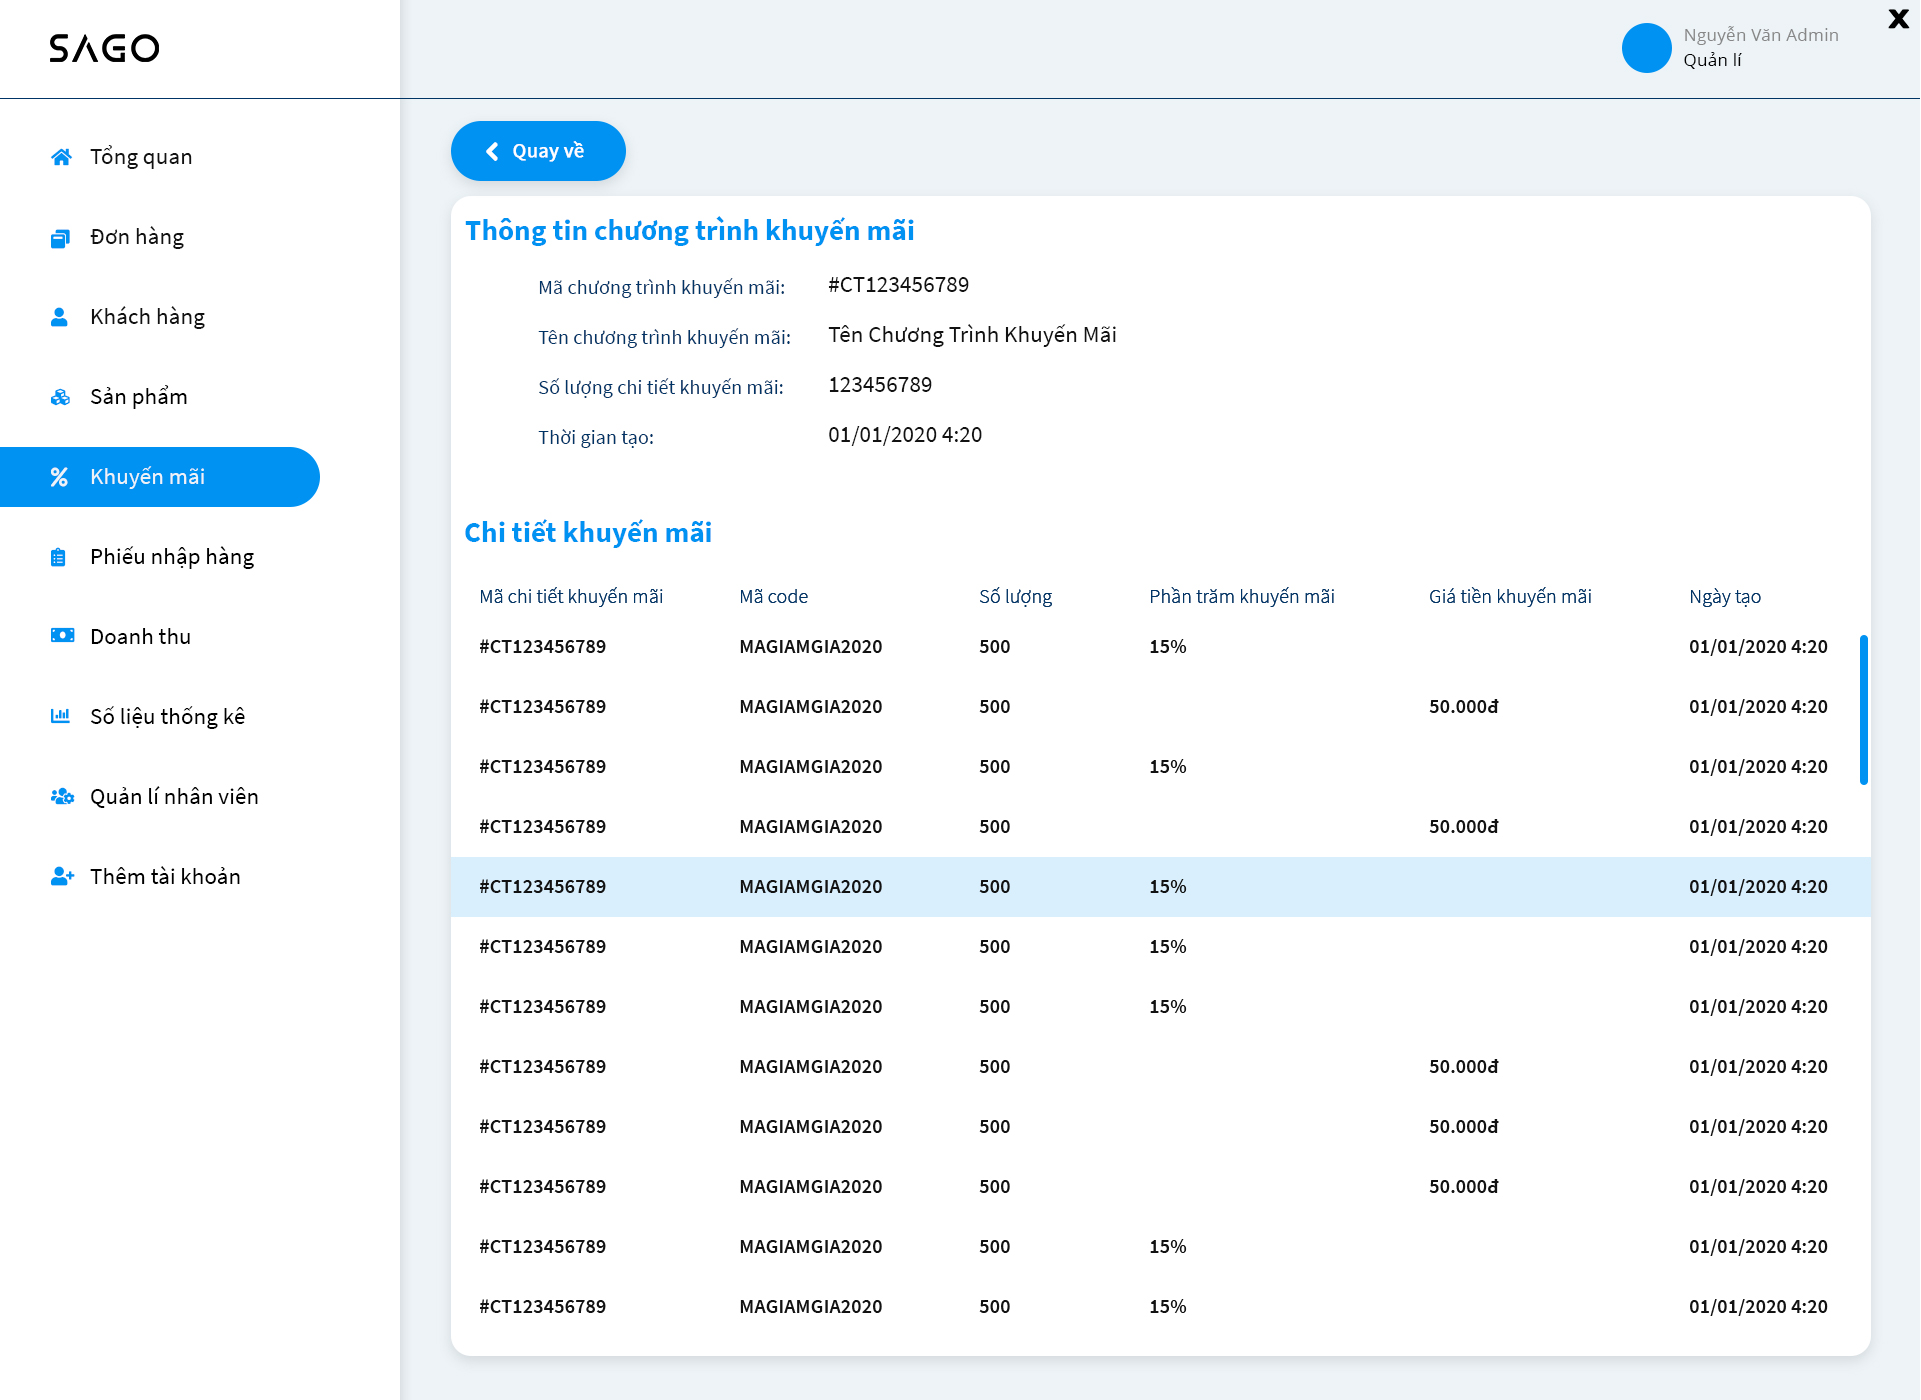 SAGO
Nguyễn Văn Admin
Quản lí
Tổng quan
Đơn hàng
Khách hàng
Sản phẩm
Khuyến mãi
Phiếu nhập hàng
Doanh thu
Số liệu thống kê
Quản lí nhân viên
Thêm tài khoản
Quay về
Thông tin chương trình khuyến mãi
Mã chương trình khuyến mãi: #CT123456789
Tên chương trình khuyến mãi: Tên Chương Trình Khuyến Mãi
Số lượng chi tiết khuyến mãi: 123456789
Thời gian tạo: 01/01/2020 4:20
Chi tiết khuyến mãi
Mã chi tiết khuyến mãi Mã code Số lượng Phần trăm khuyến mãi Giá tiền khuyến mãi Ngày tạo
#CT123456789 MAGIAMGIA2020 500 15% 01/01/2020 4:20
#CT123456789 MAGIAMGIA2020 500 50.000đ 01/01/2020 4:20
#CT123456789 MAGIAMGIA2020 500 15% 01/01/2020 4:20
#CT123456789 MAGIAMGIA2020 500 50.000đ 01/01/2020 4:20
#CT123456789 MAGIAMGIA2020 500 15% 01/01/2020 4:20
#CT123456789 MAGIAMGIA2020 500 15% 01/01/2020 4:20
#CT123456789 MAGIAMGIA2020 500 15% 01/01/2020 4:20
#CT123456789 MAGIAMGIA2020 500 50.000đ 01/01/2020 4:20
#CT123456789 MAGIAMGIA2020 500 50.000đ 01/01/2020 4:20
#CT123456789 MAGIAMGIA2020 500 50.000đ 01/01/2020 4:20
#CT123456789 MAGIAMGIA2020 500 15% 01/01/2020 4:20
#CT123456789 MAGIAMGIA2020 500 15% 01/01/2020 4:20